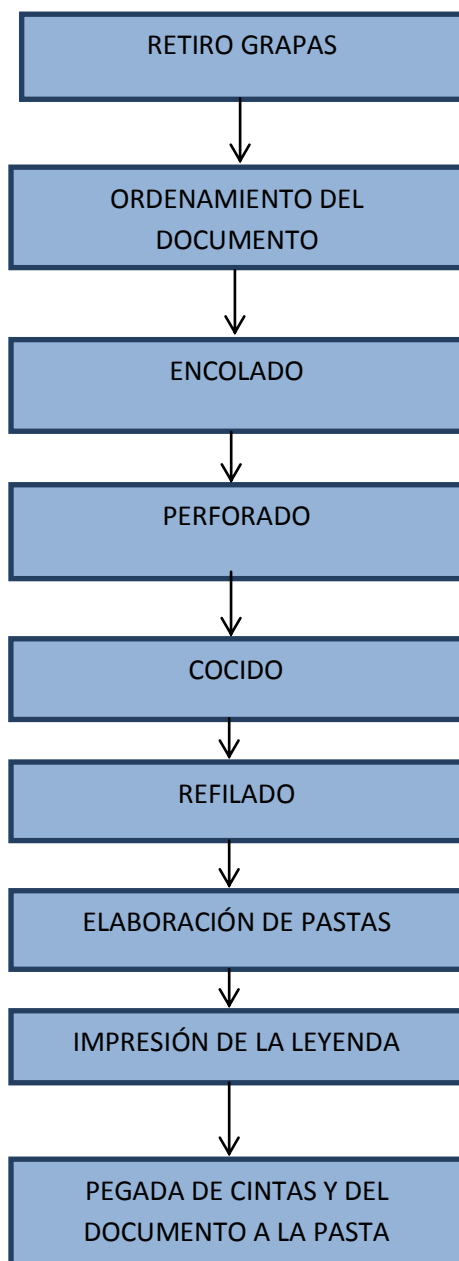 RETIRO GRAPAS
ORDENAMIENTO DEL
DOCUMENTO
ENCOLADO
PERFORADO
COCIDO
REFILADO
ELABORACIÓN DE PASTAS
IMPRESIÓN DE LA LEYENDA
PEGADA DE CINTAS Y DEL
DOCUMENTO A LA PASTA